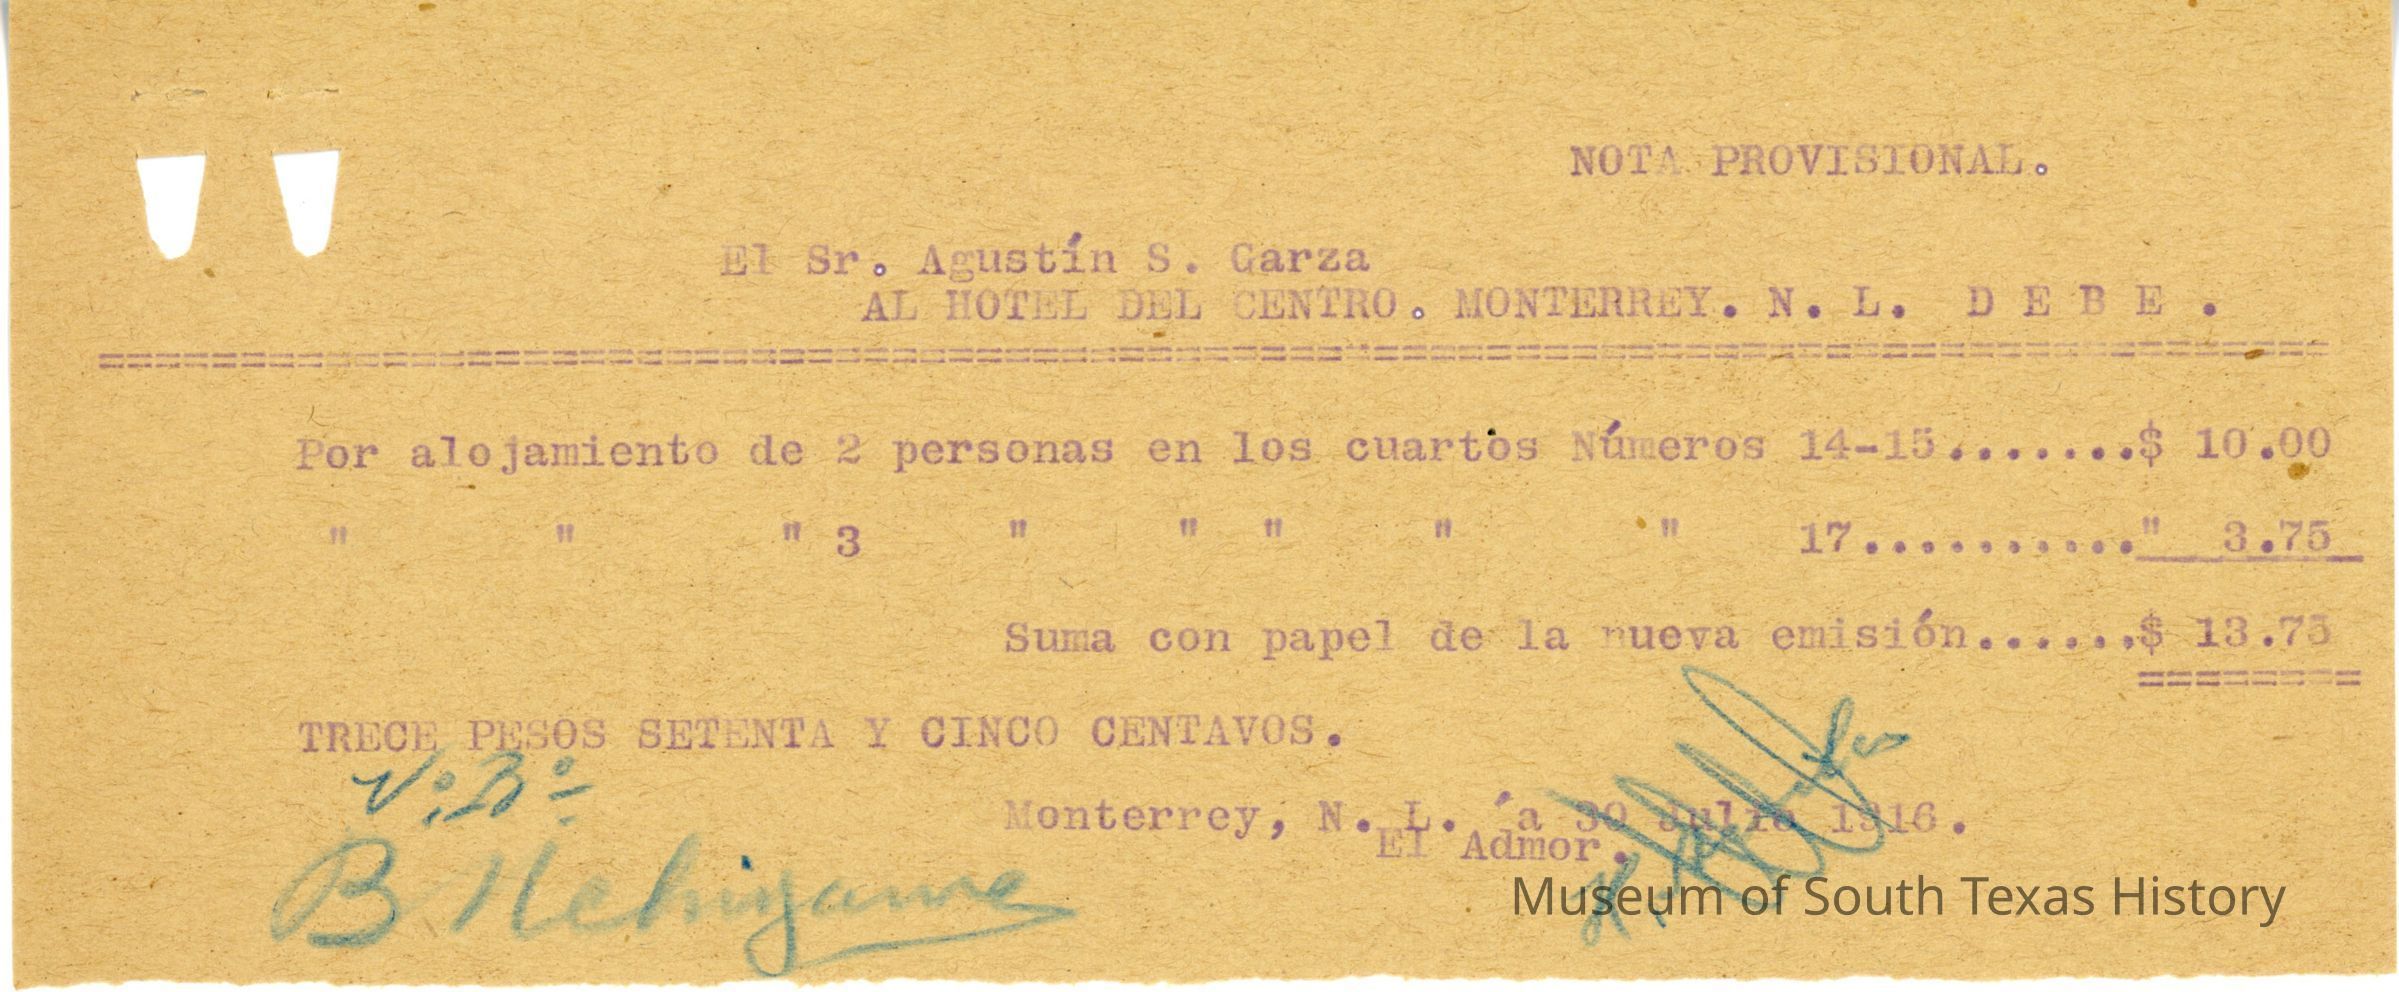 NOTA PROVISIONAL.
El Sr. Agustín S. Garza
AL HOTEL DEL CENTRO. MONTERREY. N. L. D E B E .
Por alojamiento de 2 personas en los cuartos Números 14-15.......$ 10.00
" " " 3 " " " " " 17.........." 3.75
Suma con papel de la nueva emisión......$ 13.75
TRECE PESOS SETENTA Y CINCO CENTAVOS.
Vo. Bo.
Monterrey, N. L. ´a 30 Julio 1916.
El Admor.
B
Museum of South Texas History